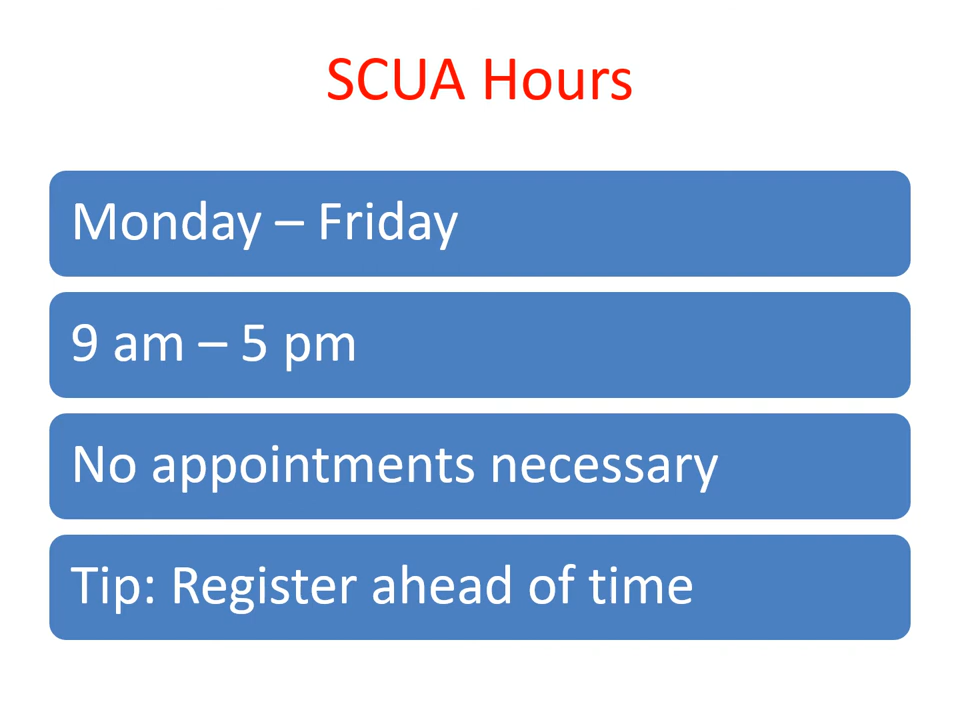 SCUA Hours
Monday – Friday
9 am – 5 pm
No appointments necessary
Tip: Register ahead of time